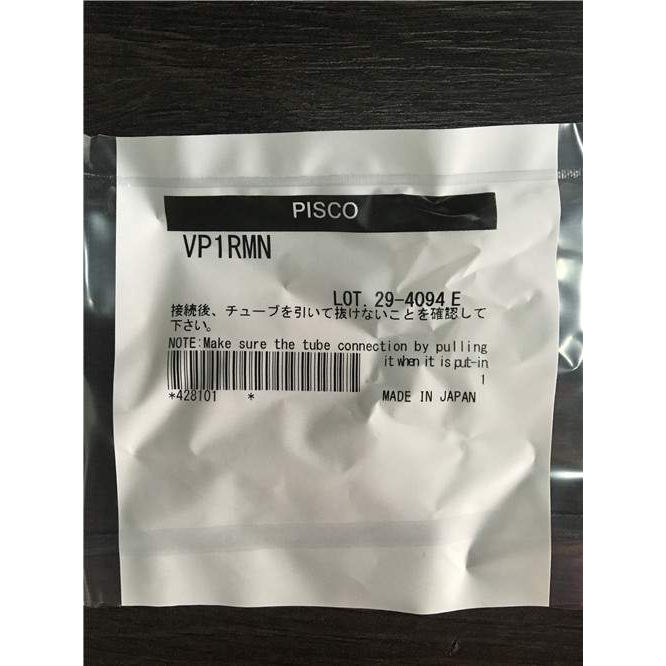 PISCO
VP1RMN
LOT. 29-4094 E
接続後、チューブを引いて抜けないことを確認して
下さい。
NOTE:Make sure the tube connection by pulling
it when it is put-in
1
*428101 *
MADE IN JAPAN